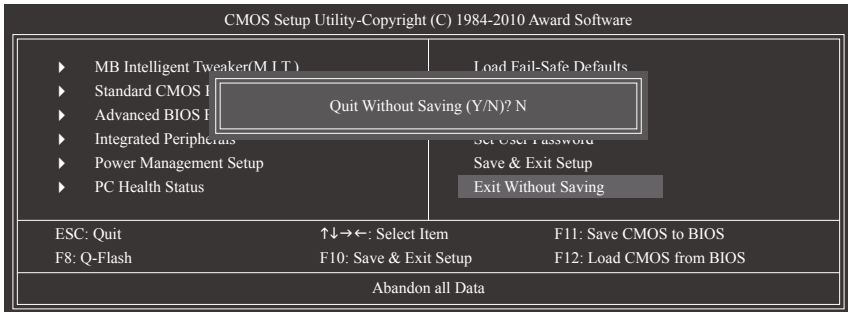 CMOS Setup Utility-Copyright (C) 1984-2010 Award Software
MB Intelligent Tweaker(M.I.T.)
Load Fail-Safe Defaults
Standard CMOS
Advanced BIOS
Quit Without Saving (Y/N)? N
Integrated Peripherals
Set User Password
Power Management Setup
Save & Exit Setup
PC Health Status
Exit Without Saving
ESC: Quit
↑↓→←: Select Item
F11: Save CMOS to BIOS
F8: Q-Flash
F10: Save & Exit Setup
F12: Load CMOS from BIOS
Abandon all Data